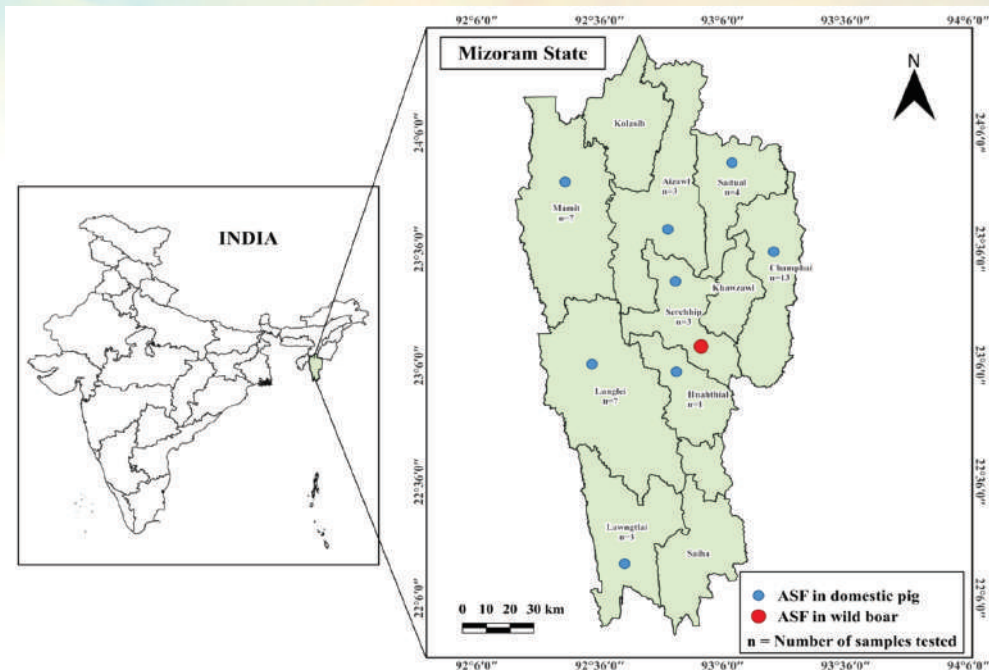 92°6'0" 92°36'0" 93°6'0" 93°36'0" 94°6'0"
Mizoram State
N
INDIA
24°6'0"
23°36'0"
23°6'0"
22°36'0"
22°6'0"
24°6'0"
23°36'0"
23°6'0"
22°36'0"
22°6'0"
Kolasib
Aizawl
n=3
Saitual
n=4
Mamit
n=7
Champhai
n=13
Khawzawl
Serchhip
n=3
Lunglei
n=7
Hnahthial
n=1
Lawngtlai
n=3
Saiha
0 10 20 30 km
ASF in domestic pig
ASF in wild boar
n = Number of samples tested
92°6'0" 92°36'0" 93°6'0" 93°36'0" 94°6'0"